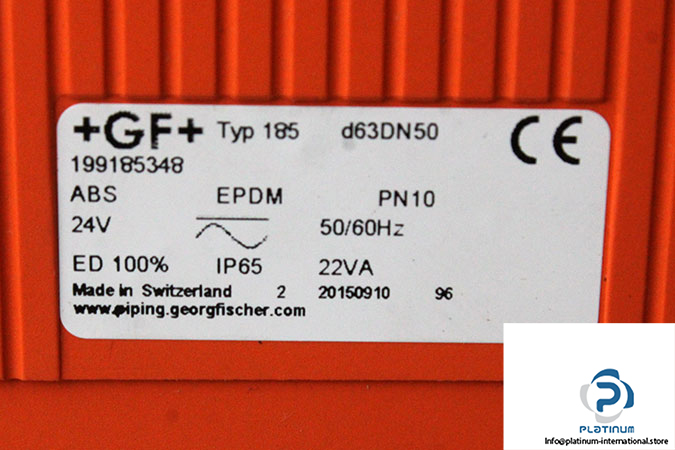 +GF+ Typ 185 d63DN50 CE
199185348
ABS EPDM PN10
24V 50/60Hz
ED 100% IP65 22VA
Made in Switzerland 2 20150910 96
www.piping.georgfischer.com
PLATINUM
Info@platinum-international.store